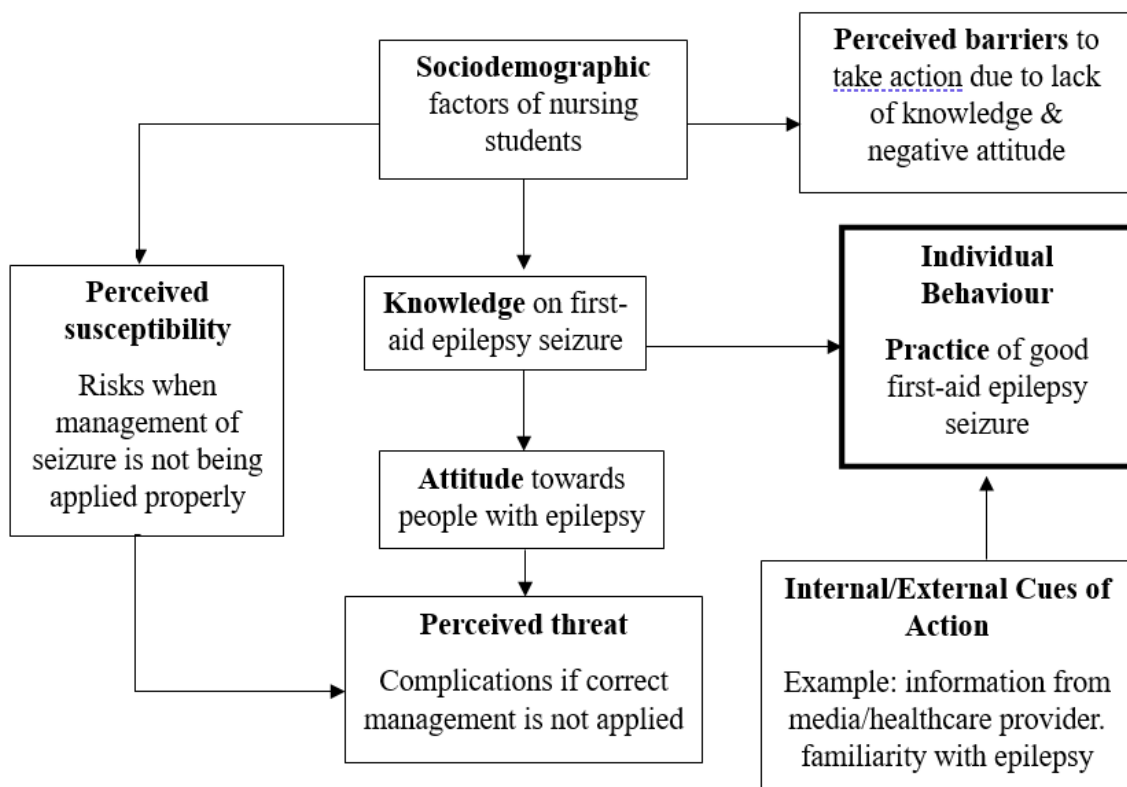 Sociodemographic
factors of nursing
students
Perceived barriers to
take action due to lack
of knowledge &
negative attitude
Perceived
susceptibility
Risks when
management of
seizure is not being
applied properly
Knowledge on first-
aid epilepsy seizure
Individual
Behaviour
Practice of good
first-aid epilepsy
seizure
Attitude towards
people with epilepsy
Perceived threat
Complications if correct
management is not applied
Internal/External Cues of
Action
Example: information from
media/healthcare provider.
familiarity with epilepsy